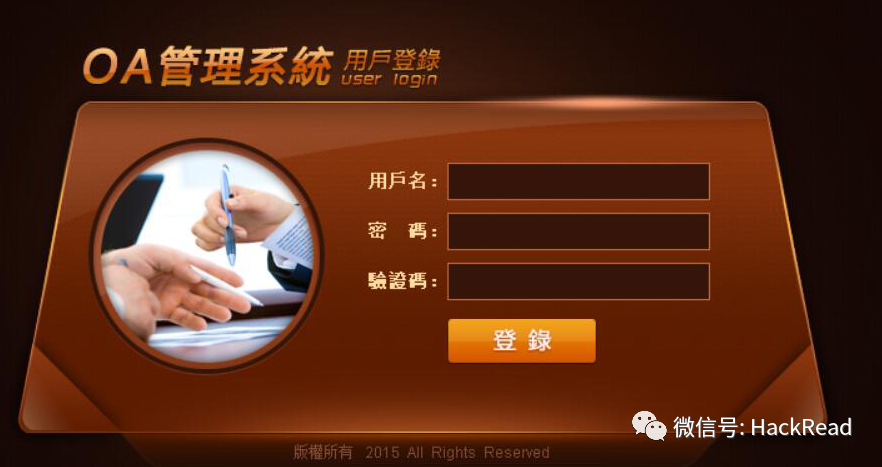 OA管理系統 用戶登錄
user login
用戶名:
密 碼:
驗證碼:
登 錄
微信号: HackRead
版權所有 2015 All Rights Reserved